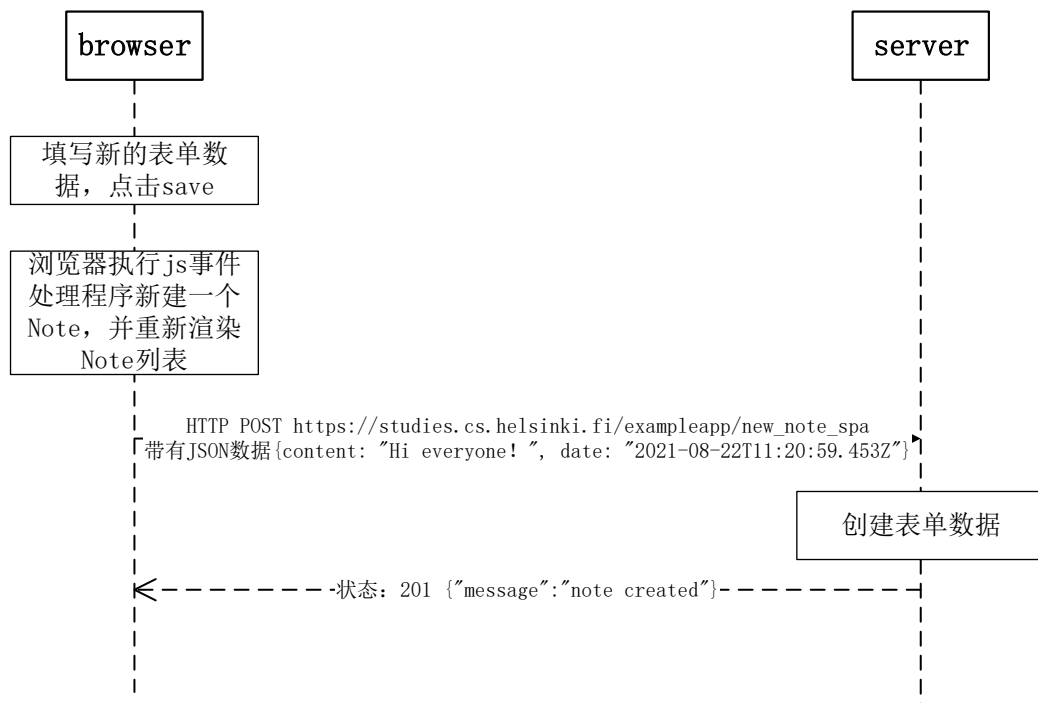 browser
server
填写新的表单数
据，点击save
浏览器执行js事件
处理程序新建一个
Note，并重新渲染
Note列表
HTTP POST https://studies.cs.helsinki.fi/exampleapp/new_note_spa
带有JSON数据{content: "Hi everyone！", date: "2021-08-22T11:20:59.453Z"}
创建表单数据
状态：201 {"message":"note created"}